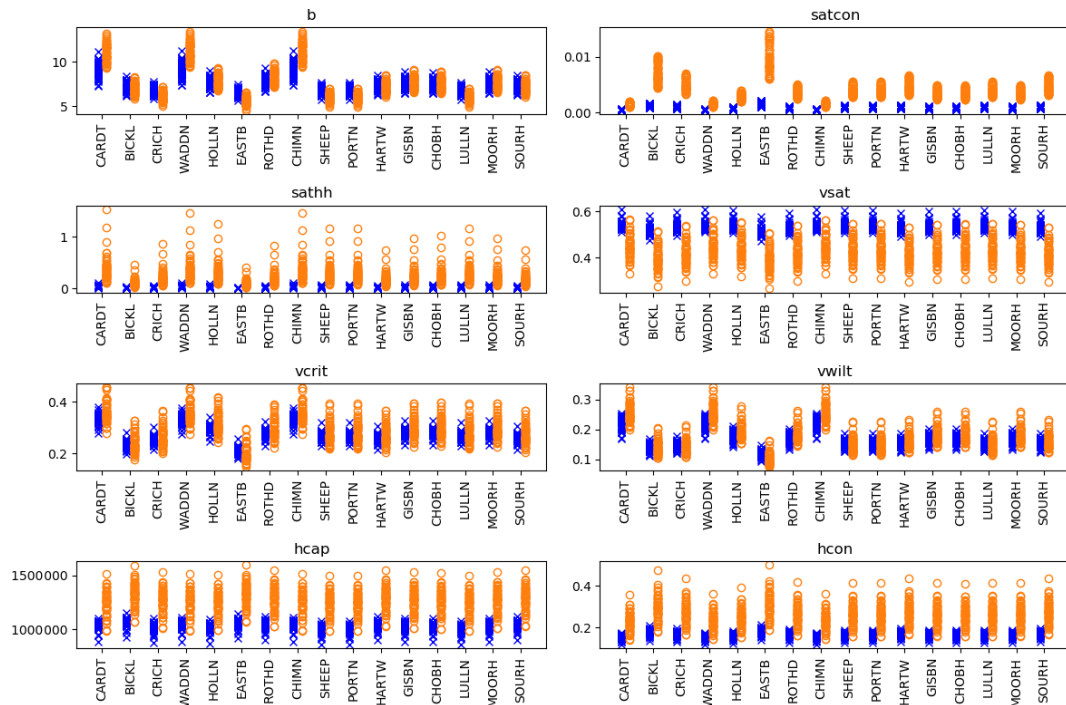 b
10
5
CARDT BICKL CRICH WADDN HOLLN EASTB ROTHD CHIMN SHEEP PORTN HARTW GISBN CHOBH LULLN MOORH SOURH
satcon
0.01
0.00
CARDT BICKL CRICH WADDN HOLLN EASTB ROTHD CHIMN SHEEP PORTN HARTW GISBN CHOBH LULLN MOORH SOURH
sathh
1
0
CARDT BICKL CRICH WADDN HOLLN EASTB ROTHD CHIMN SHEEP PORTN HARTW GISBN CHOBH LULLN MOORH SOURH
vsat
0.6
0.4
CARDT BICKL CRICH WADDN HOLLN EASTB ROTHD CHIMN SHEEP PORTN HARTW GISBN CHOBH LULLN MOORH SOURH
vcrit
0.4
0.2
CARDT BICKL CRICH WADDN HOLLN EASTB ROTHD CHIMN SHEEP PORTN HARTW GISBN CHOBH LULLN MOORH SOURH
vwilt
0.3
0.2
0.1
CARDT BICKL CRICH WADDN HOLLN EASTB ROTHD CHIMN SHEEP PORTN HARTW GISBN CHOBH LULLN MOORH SOURH
hcap
1500000
1000000
CARDT BICKL CRICH WADDN HOLLN EASTB ROTHD CHIMN SHEEP PORTN HARTW GISBN CHOBH LULLN MOORH SOURH
hcon
0.4
0.2
CARDT BICKL CRICH WADDN HOLLN EASTB ROTHD CHIMN SHEEP PORTN HARTW GISBN CHOBH LULLN MOORH SOURH